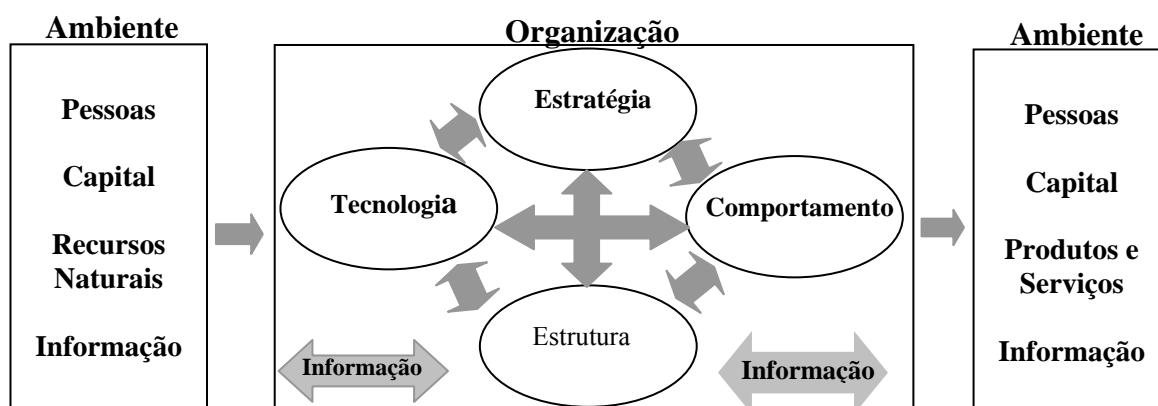 Ambiente
Pessoas
Capital
Recursos
Naturais
Informação
Organização
Estratégia
Tecnologia
Comportamento
Estrutura
Informação
Informação
Ambiente
Pessoas
Capital
Produtos e
Serviços
Informação